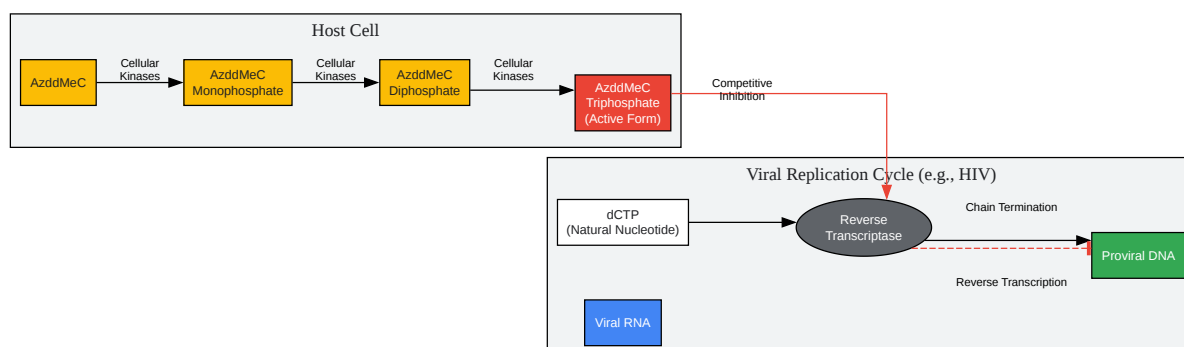 Host Cell
AzddMeC
Cellular
Kinases
AzddMeC
Monophosphate
Cellular
Kinases
AzddMeC
Diphosphate
Cellular
Kinases
AzddMeC
Triphosphate
(Active Form)
Competitive
Inhibition
Viral Replication Cycle (e.g., HIV)
dCTP
(Natural Nucleotide)
Reverse
Transcriptase
Chain Termination
Reverse Transcription
Proviral DNA
Viral RNA